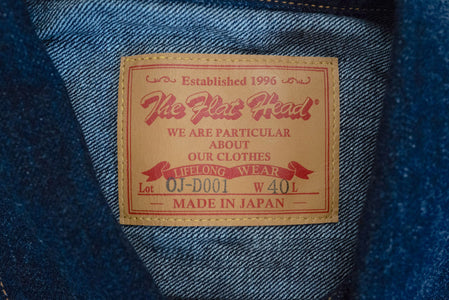 Established 1996
The Flat Head®
WE ARE PARTICULAR
ABOUT
OUR CLOTHES
LIFELONG WEAR
Lot OJ-D001 W 40 L
MADE IN JAPAN